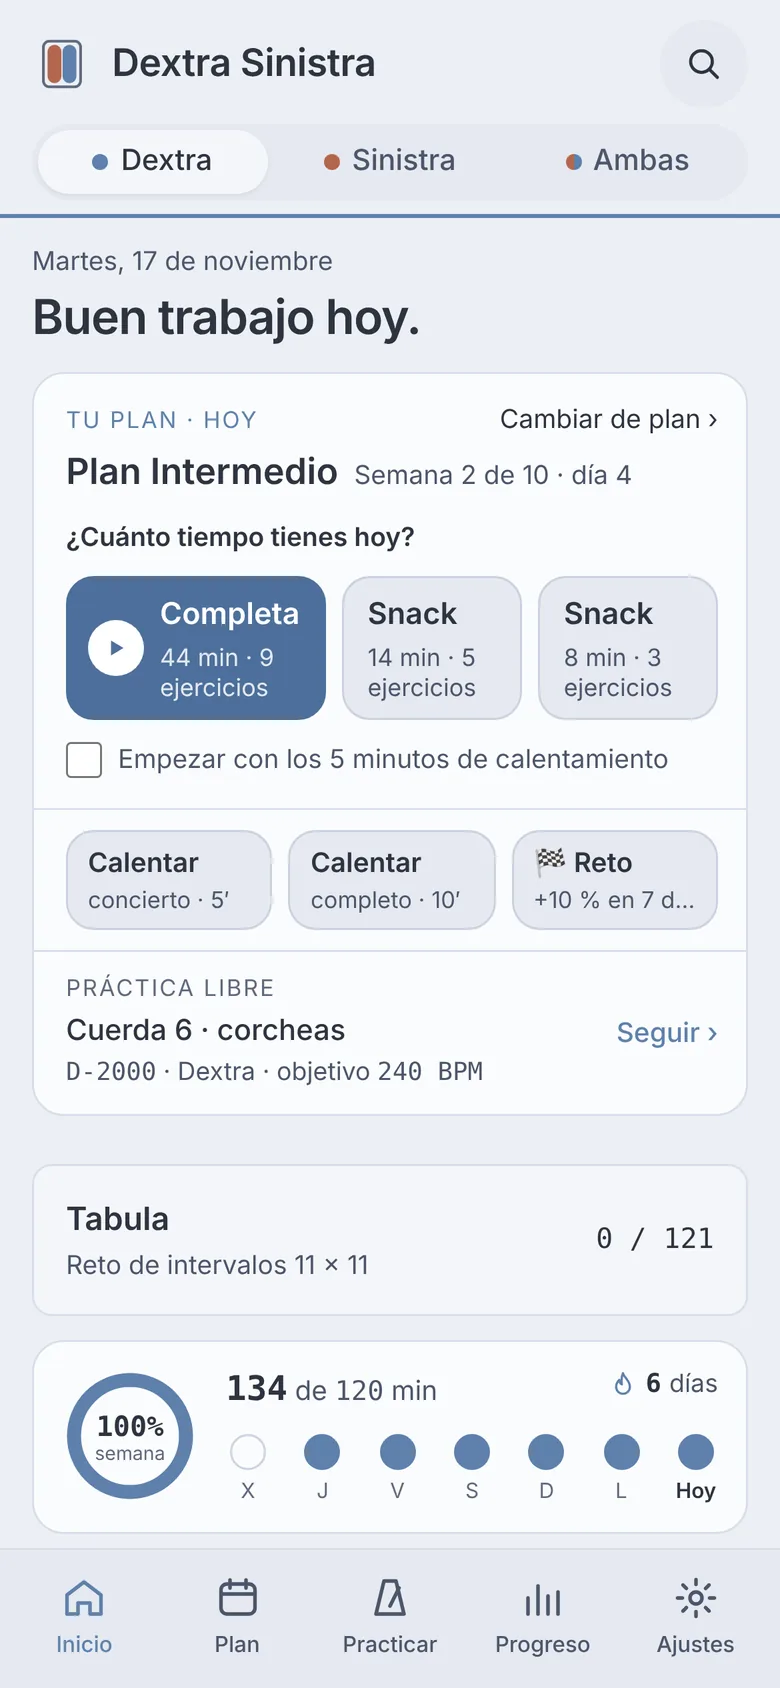 Dextra Sinistra
Dextra
Sinistra
Ambas
Martes, 17 de noviembre
Buen trabajo hoy.
TU PLAN · HOY
Cambiar de plan ›
Plan Intermedio Semana 2 de 10 · día 4
¿Cuánto tiempo tienes hoy?
Completa
44 min · 9
ejercicios
Snack
14 min · 5
ejercicios
Snack
8 min · 3
ejercicios
Empezar con los 5 minutos de calentamiento
Calentar
concierto · 5′
Calentar
completo · 10′
🏁 Reto
+10 % en 7 d...
PRÁCTICA LIBRE
Cuerda 6 · corcheas
Seguir ›
D-2000 · Dextra · objetivo 240 BPM
Tabula
Reto de intervalos 11 × 11
0 / 121
100%
semana
134 de 120 min
6 días
X J V S D L Hoy
Inicio
Plan
Practicar
Progreso
Ajustes